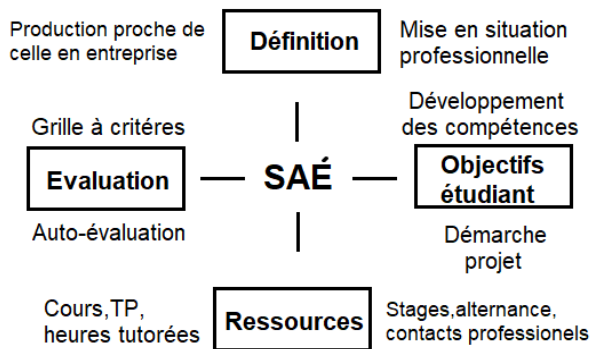 Production proche de
celle en entreprise
Définition
Mise en situation
professionnelle
Grille à critéres
Evaluation
Auto-évaluation
SAÉ
Développement
des compétences
Objectifs
étudiant
Démarche
projet
Cours,TP,
heures tutorées
Ressources
Stages,alternance,
contacts professionels